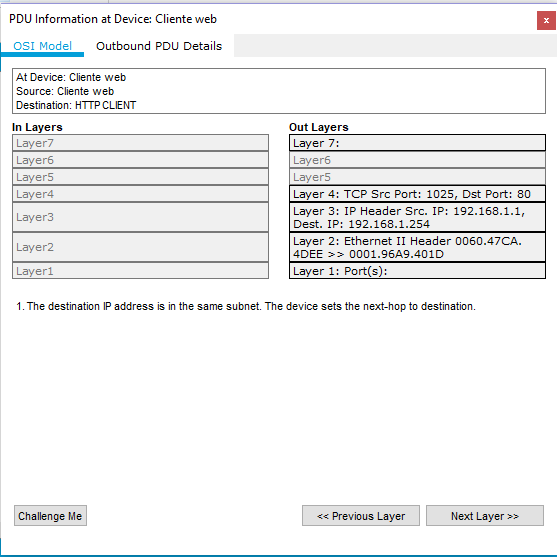 PDU Information at Device: Cliente web
x
OSI Model
Outbound PDU Details
At Device: Cliente web
Source: Cliente web
Destination: HTTP CLIENT
In Layers
Layer7
Layer6
Layer5
Layer4
Layer3
Layer2
Layer1
Out Layers
Layer 7:
Layer6
Layer5
Layer 4: TCP Src Port: 1025, Dst Port: 80
Layer 3: IP Header Src. IP: 192.168.1.1,
Dest. IP: 192.168.1.254
Layer 2: Ethernet II Header 0060.47CA.
4DEE >> 0001.96A9.401D
Layer 1: Port(s):
1. The destination IP address is in the same subnet. The device sets the next-hop to destination.
Challenge Me
<< Previous Layer
Next Layer >>